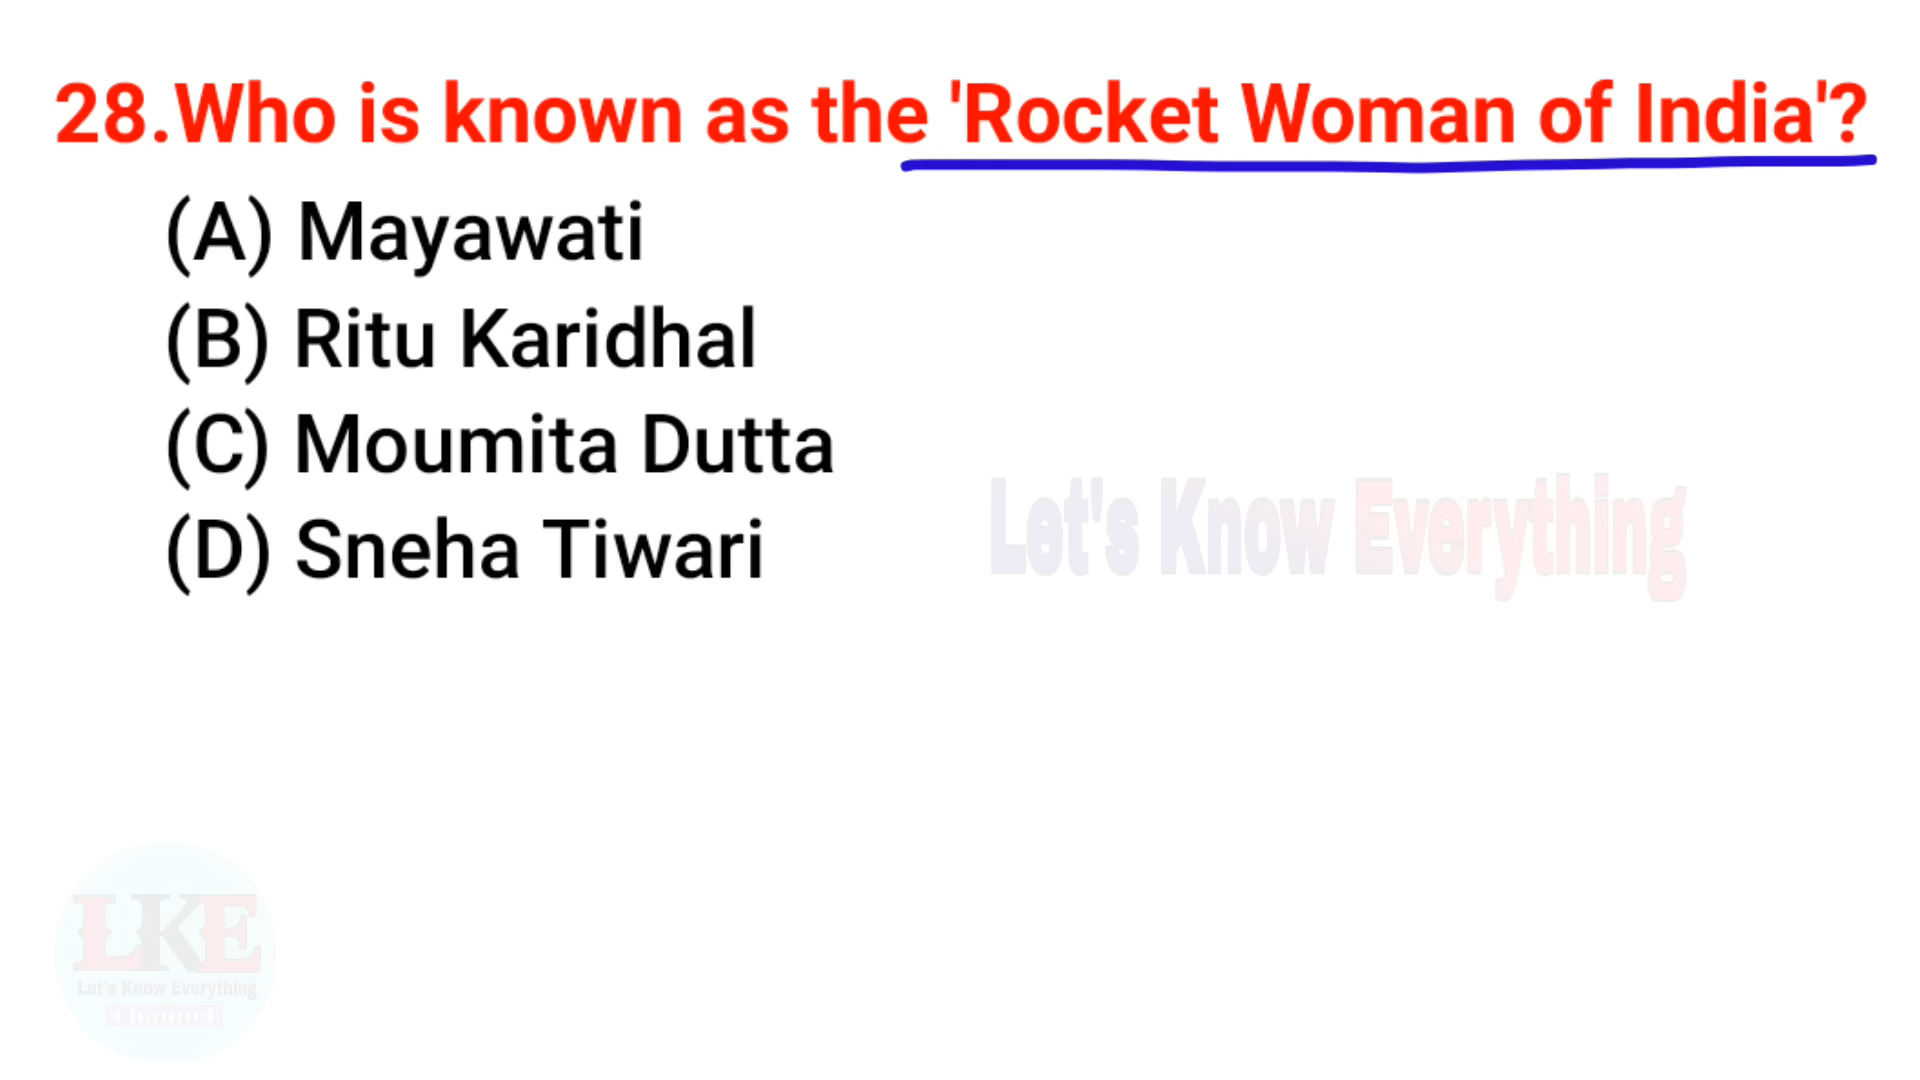 28.Who is known as the 'Rocket Woman of India'?
(A) Mayawati
(B) Ritu Karidhal
(C) Moumita Dutta
(D) Sneha Tiwari
Let's Know Everything
LKE
Let's Know Everything
Channel